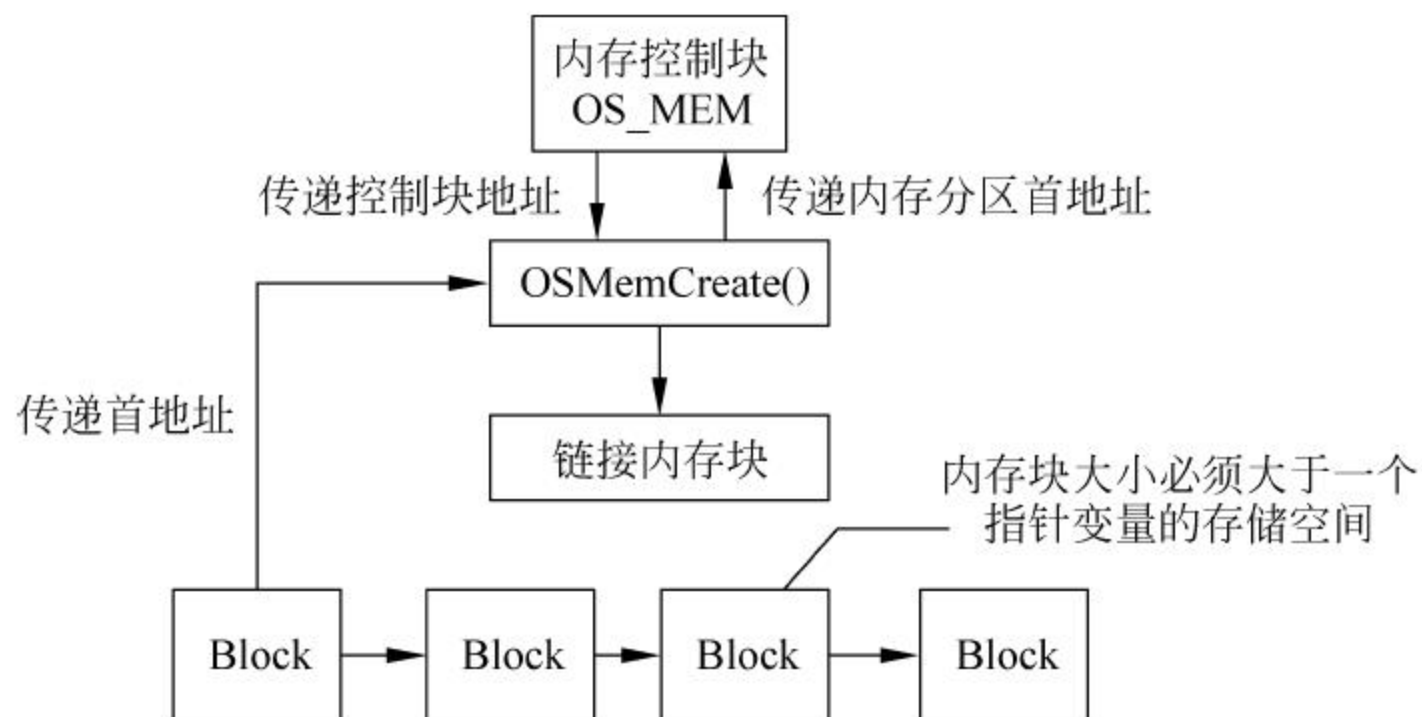 内存控制块
OS_MEM
传递控制块地址
传递内存分区首地址
OSMemCreate()
传递首地址
链接内存块
内存块大小必须大于一个
指针变量的存储空间
Block
Block
Block
Block